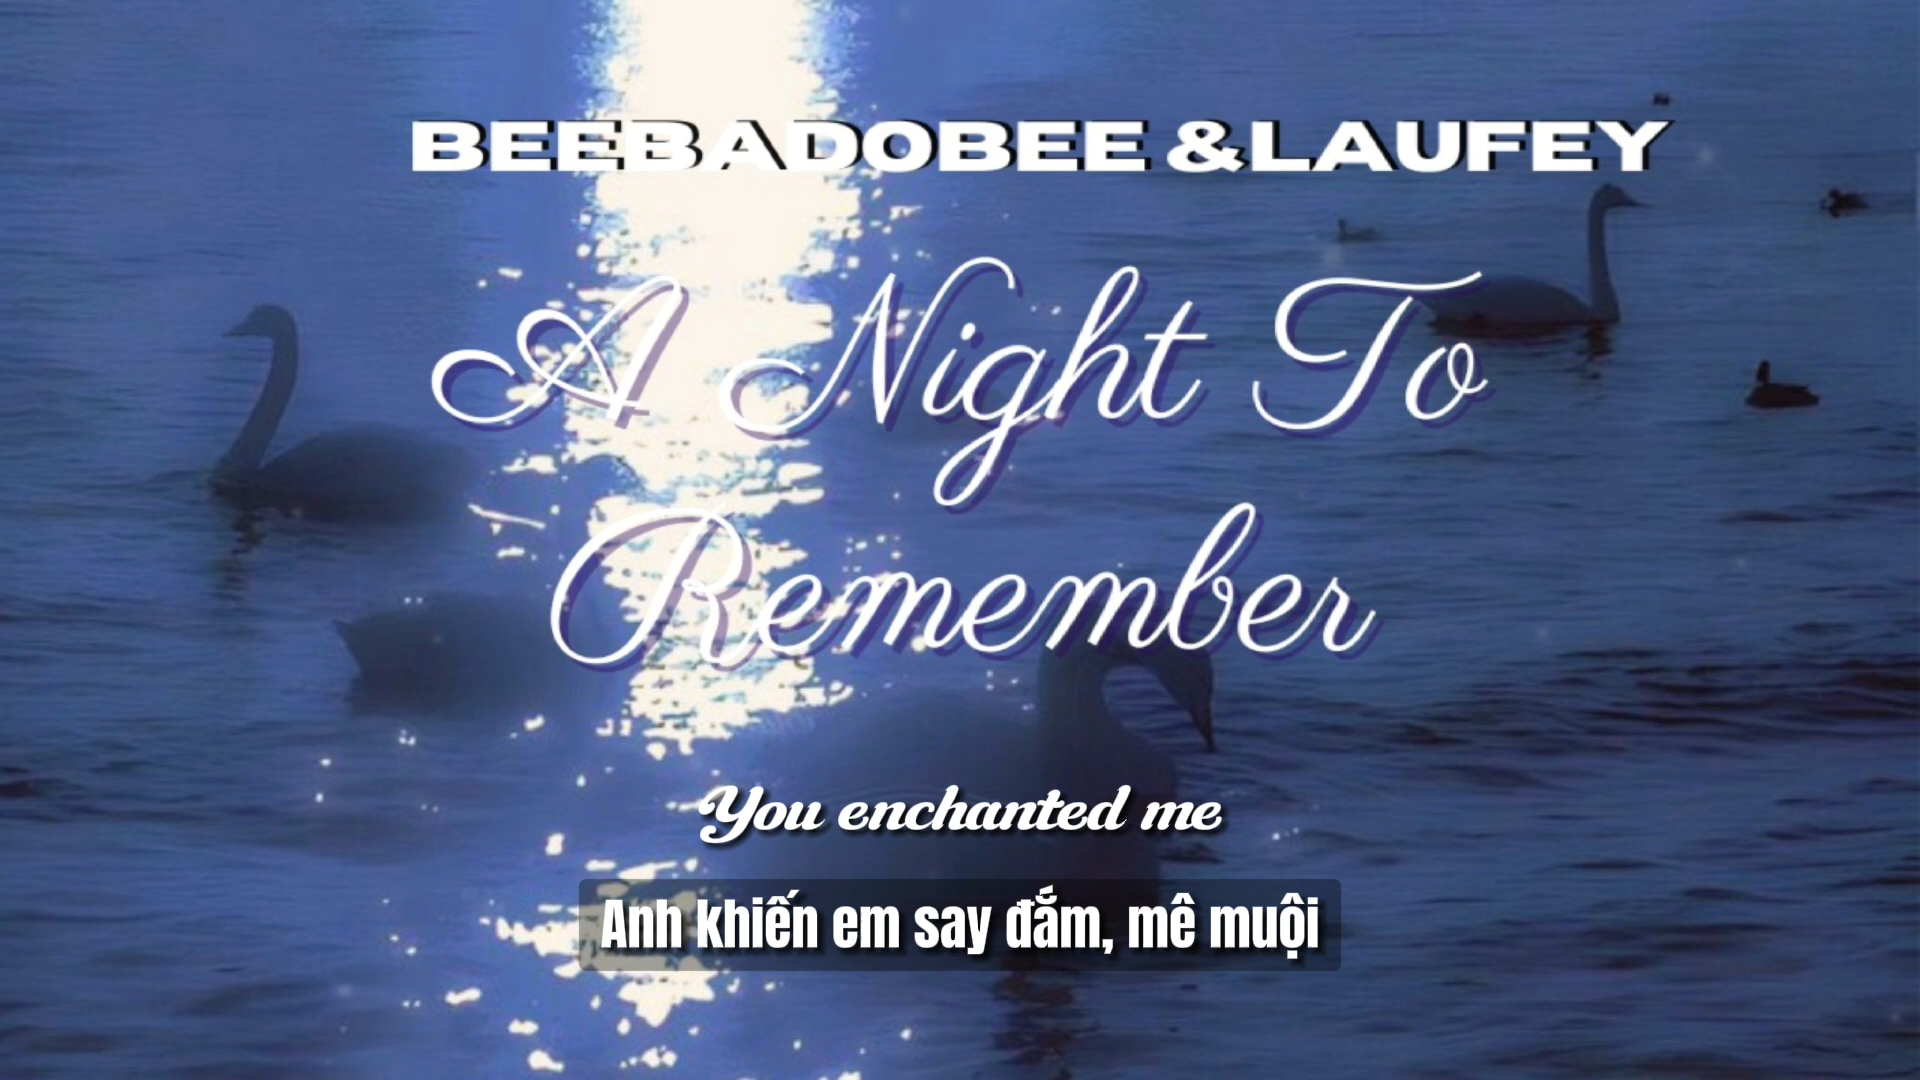 BEEBADOBEE &LAUFEY
A Night To
Remember
You enchanted me
Anh khiến em say đắm, mê muội